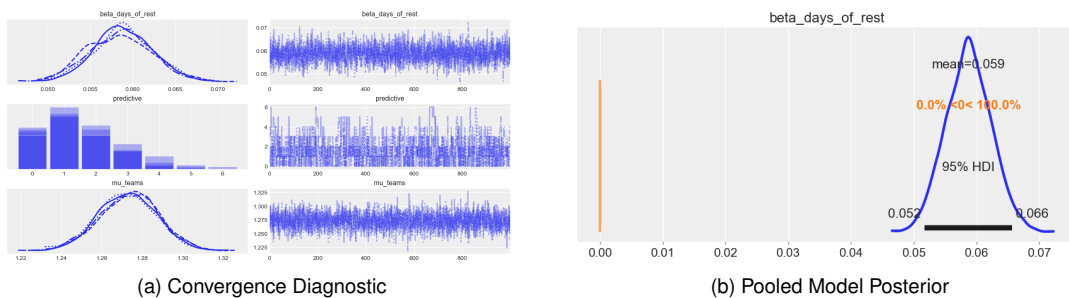 beta_days_of_rest
0.050 0.055 0.060 0.065 0.070
beta_days_of_rest
0.07
0.06
0.05
0 200 400 600 800
predictive
0 1 2 3 4 5 6
predictive
6
4
2
0
0 200 400 600 800
mu_teams
1.22 1.24 1.26 1.28 1.30 1.32
mu_teams
1.325
1.300
1.275
1.250
1.225
0 200 400 600 800
(a) Convergence Diagnostic
beta_days_of_rest
mean=0.059
0.0% <0< 100.0%
95% HDI
0.052 0.066
0.00 0.01 0.02 0.03 0.04 0.05 0.06 0.07
(b) Pooled Model Posterior